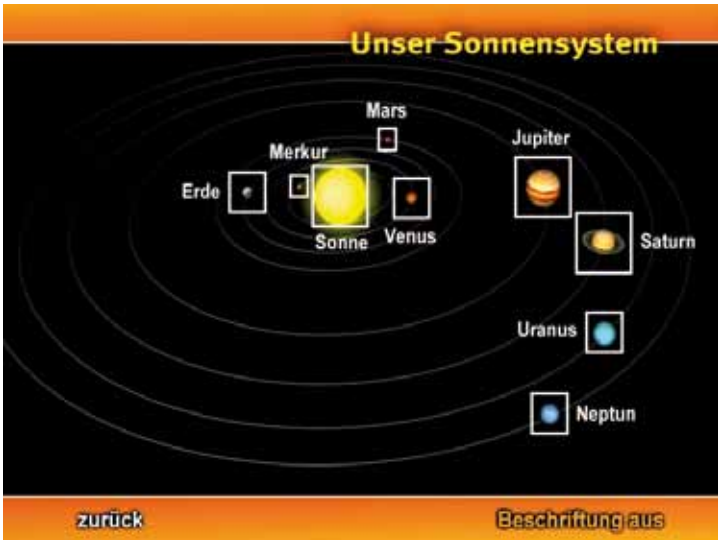 Unser Sonnensystem
Mars
Jupiter
Merkur
Erde
Sonne
Venus
Saturn
Uranus
Neptun
zurück
Beschriftung aus